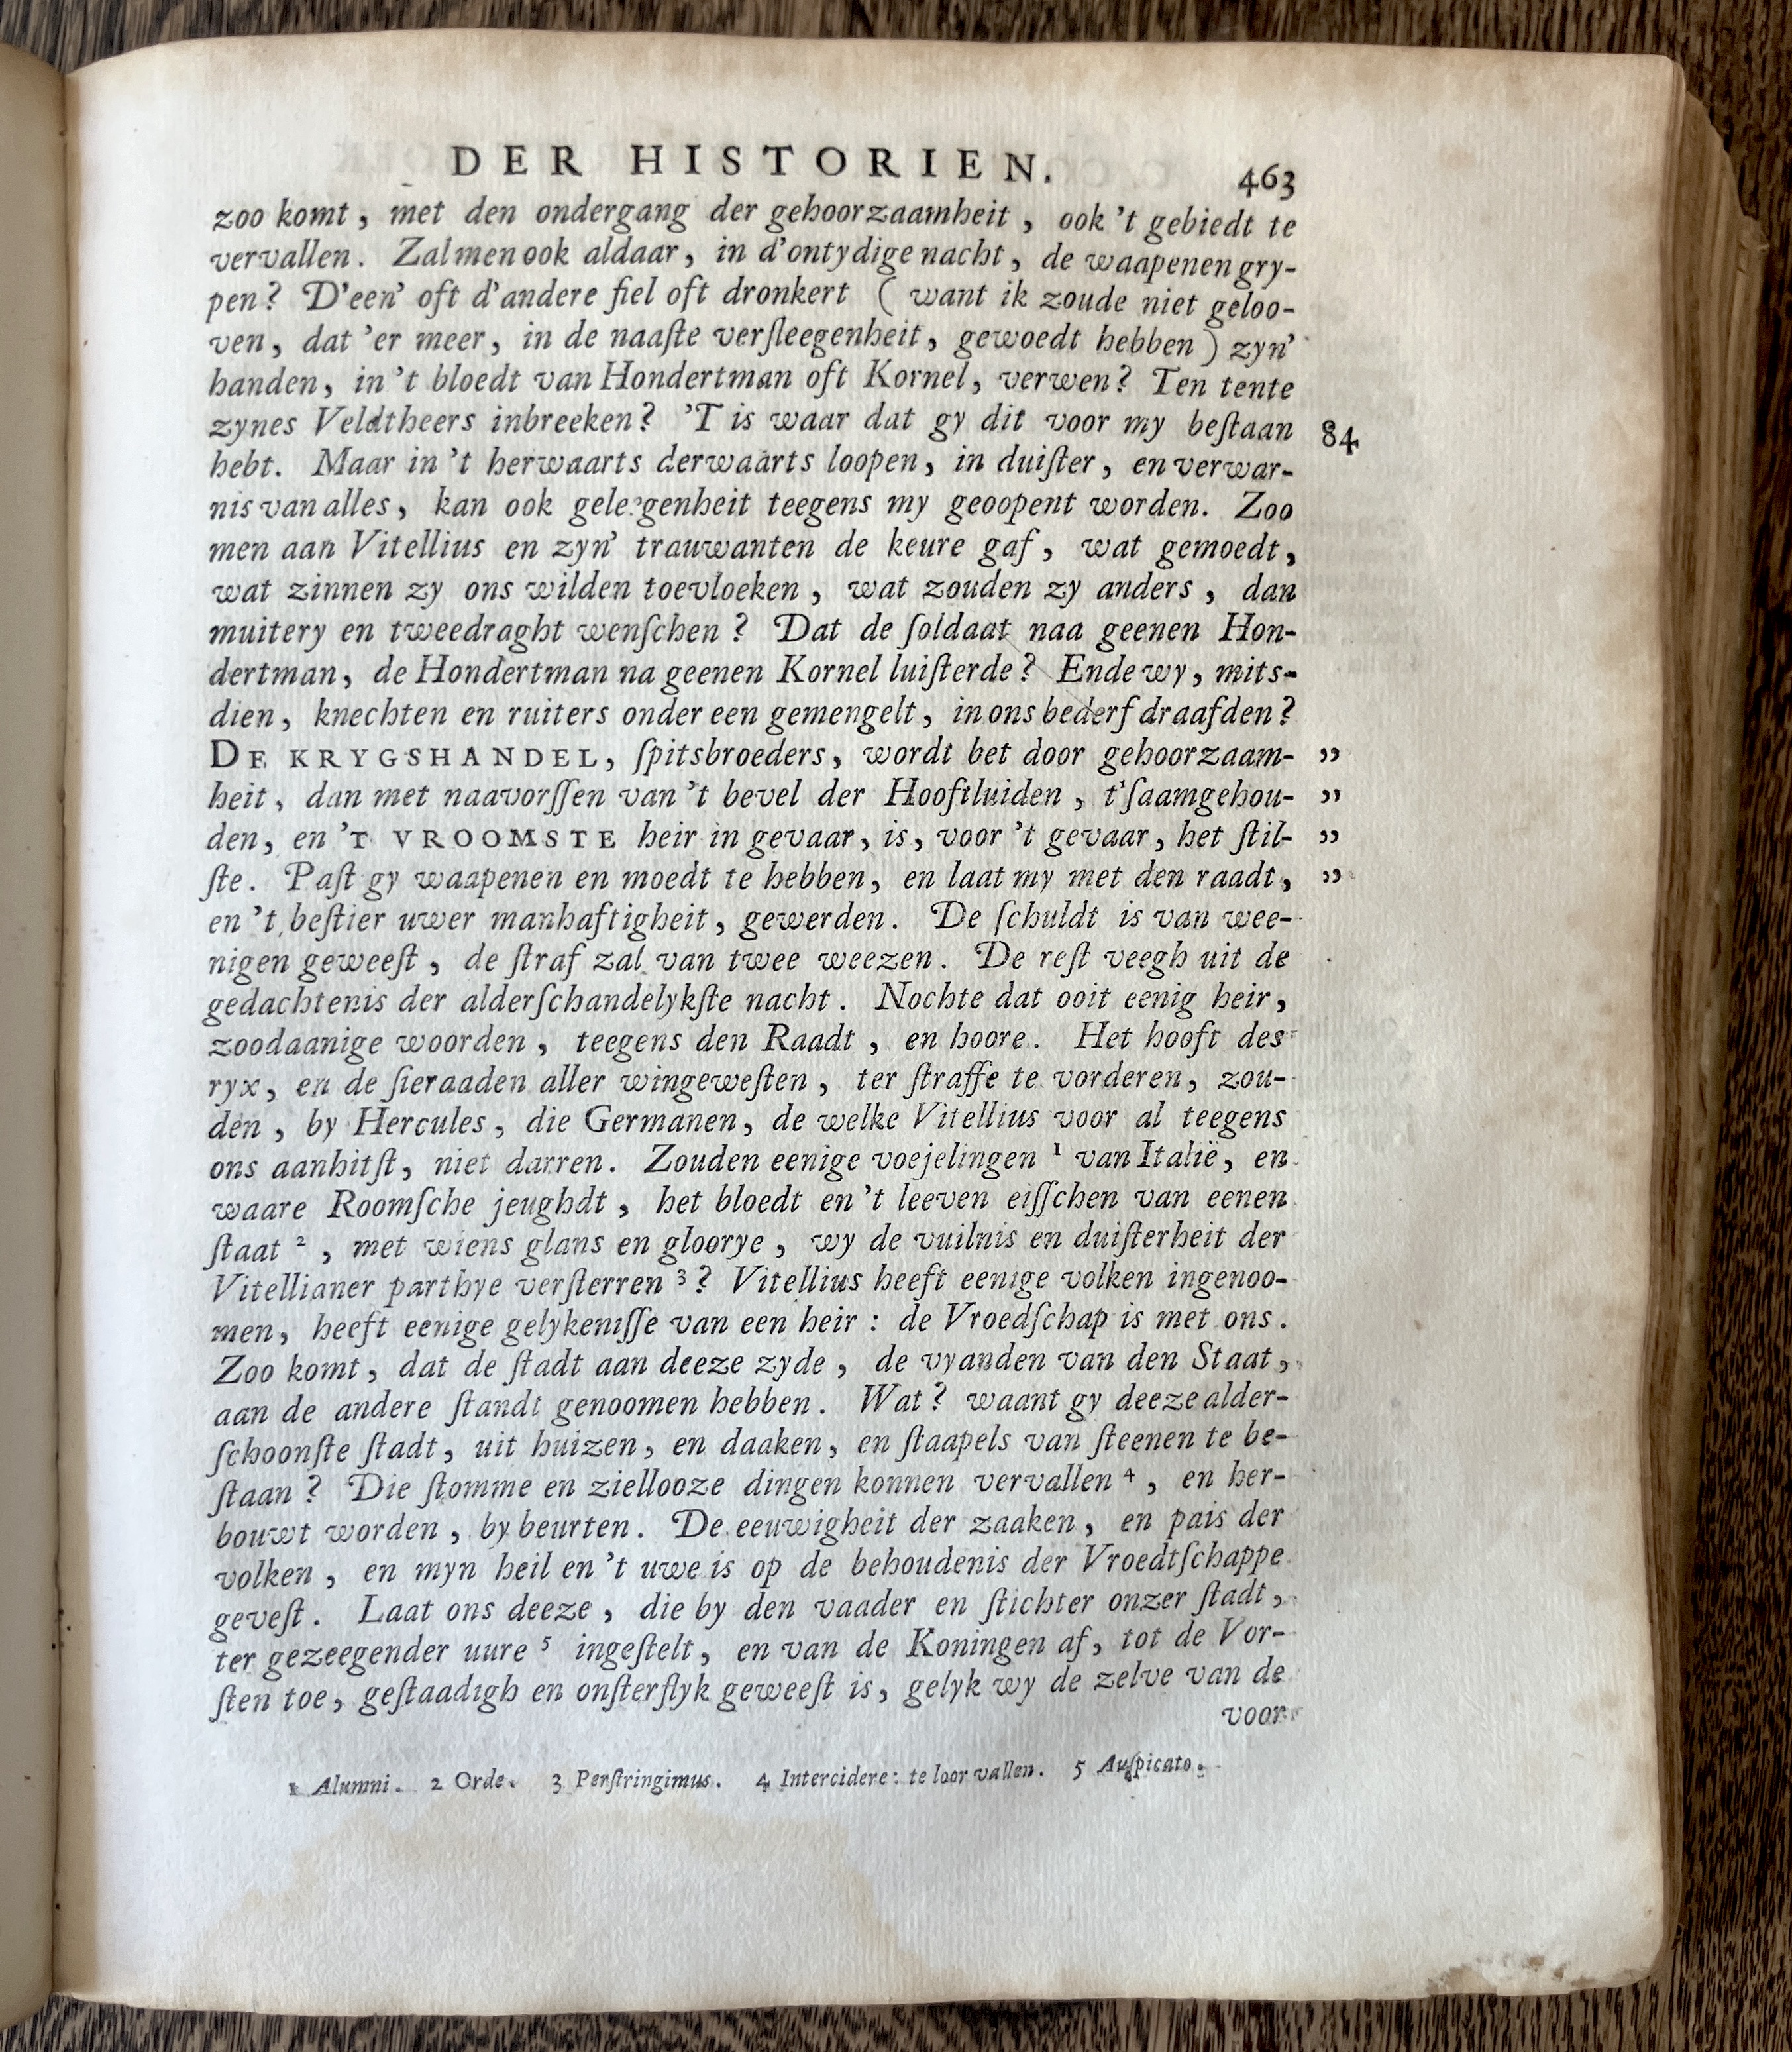 DER HISTORIEN. 463
zoo komt, met den ondergang der gehoorzaamheit, ook 't gebiedt te
vervallen. Zal men ook aldaar, in d'ontydige nacht, de waapenen gry-
pen? D'een' oft d'andere fiel oft dronkert ( want ik zoude niet geloo-
ven, dat 'er meer, in de naaſte verſleegenheit, gewoedt hebben ) zyn'
handen, in 't bloedt van Hondertman oft Kornel, verwen? Ten tente
zynes Veldtheers inbreeken? 'T is waar dat gy dit voor my beſtaan 84
hebt. Maar in 't herwaarts derwaarts loopen, in duiſter, en verwar-
nis van alles, kan ook geleegenheit teegens my geoopent worden. Zoo
men aan Vitellius en zyn' trauwanten de keure gaf, wat gemoedt,
wat zinnen zy ons wilden toevloeken, wat zouden zy anders, dan
muitery en tweedraght wenſchen? Dat de ſoldaat naa geenen Hon-
dertman, de Hondertman na geenen Kornel luiſterde? Ende wy, mits-
dien, knechten en ruiters onder een gemengelt, in ons bederf draafden?
DE KRYGSHANDEL, ſpitsbroeders, wordt bet door gehoorzaam- ”
heit, dan met naavorſſen van 't bevel der Hooftluiden, t'ſaamgehou- ”
den, en 'T VROOMSTE heir in gevaar, is, voor 't gevaar, het ſtil- ”
ſte. Paſt gy waapenen en moedt te hebben, en laat my met den raadt, ”
en 't beſtier uwer manhaftigheit, gewerden. De ſchuldt is van wee-
nigen geweeſt, de ſtraf zal van twee weezen. De reſt veegh uit de
gedachtenis der alderſchandelykſte nacht. Nochte dat ooit eenig heir,
zoodaanige woorden, teegens den Raadt, en hoore. Het hooft des
ryx, en de ſieraaden aller wingeweſten, ter ſtraffe te vorderen, zou-
den, by Hercules, die Germanen, de welke Vitellius voor al teegens
ons aanhitſt, niet darren. Zouden eenige voejelingen ¹ van Italië, en
waare Roomſche jeughdt, het bloedt en 't leeven eiſſchen van eenen
ſtaat ², met wiens glans en gloorye, wy de vuilnis en duiſterheit der
Vitellianer parthye verſterren ³? Vitellius heeft eenige volken ingenoo-
men, heeft eenige gelykeniſſe van een heir: de Vroedſchap is met ons.
Zoo komt, dat de ſtadt aan deeze zyde, de vyanden van den Staat,
aan de andere ſtandt genoomen hebben. Wat? waant gy deeze alder-
ſchoonſte ſtadt, uit huizen, en daaken, en ſtaapels van ſteenen te be-
ſtaan? Die ſtomme en ziellooze dingen konnen vervallen ⁴, en her-
bouwt worden, by beurten. De eeuwigheit der zaaken, en pais der
volken, en myn heil en 't uwe is op de behoudenis der Vroedtſchappe
geveſt. Laat ons deeze, die by den vaader en ſtichter onzer ſtadt,
ter gezeegender uure ⁵ ingeſtelt, en van de Koningen af, tot de Vor-
ſten toe, geſtaadigh en onſterflyk geweeſt is, gelyk wy de zelve van de
voor
1 Alumni. 2 Orde. 3 Perſtringimus. 4 Intercidere: te loor vallen. 5 Auſpicato.